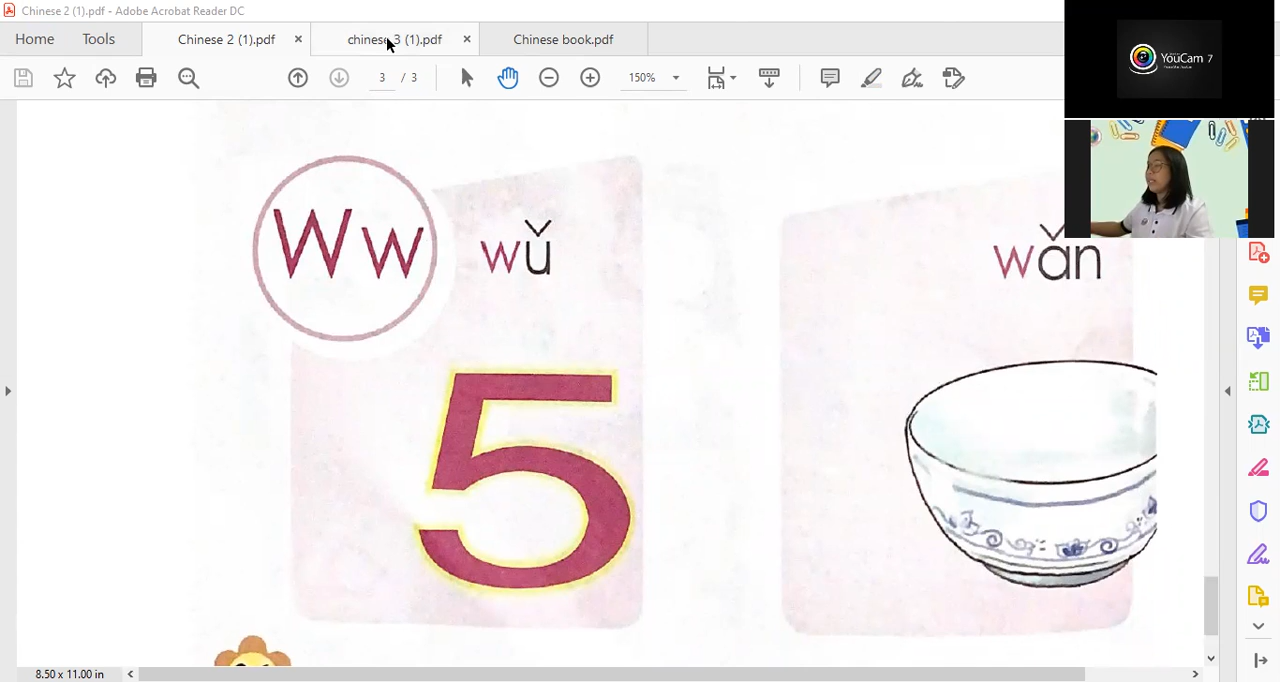 Chinese 2 (1).pdf - Adobe Acrobat Reader DC
Home Tools Chinese 2 (1).pdf × chinese 3 (1).pdf × Chinese book.pdf
3 / 3 150%
YouCam 7
Ww wǔ wǎn
5
8.50 x 11.00 in